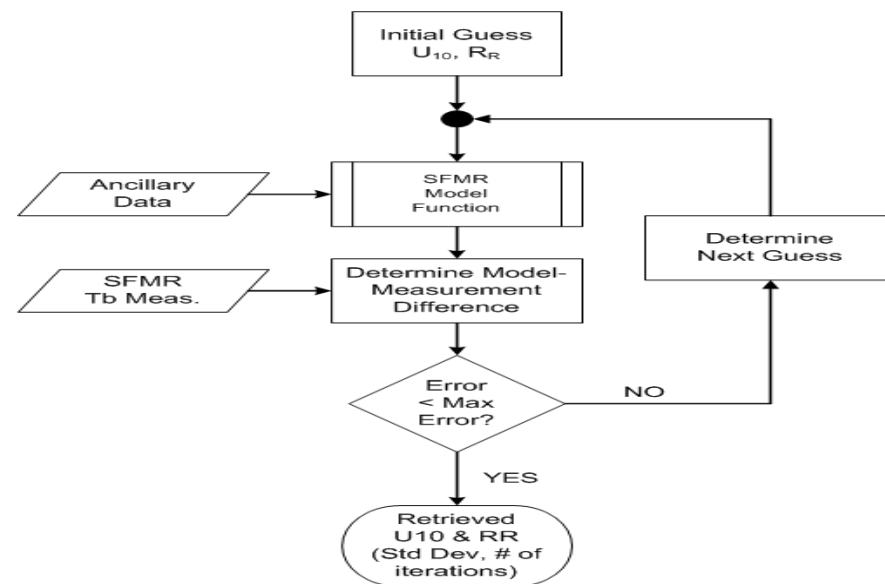 Initial Guess
U₁₀, Rʀ
Ancillary
Data
SFMR
Model
Function
SFMR
Tb Meas.
Determine Model-
Measurement
Difference
Determine
Next Guess
Error
< Max
Error?
NO
YES
Retrieved
U10 & RR
(Std Dev, # of
iterations)